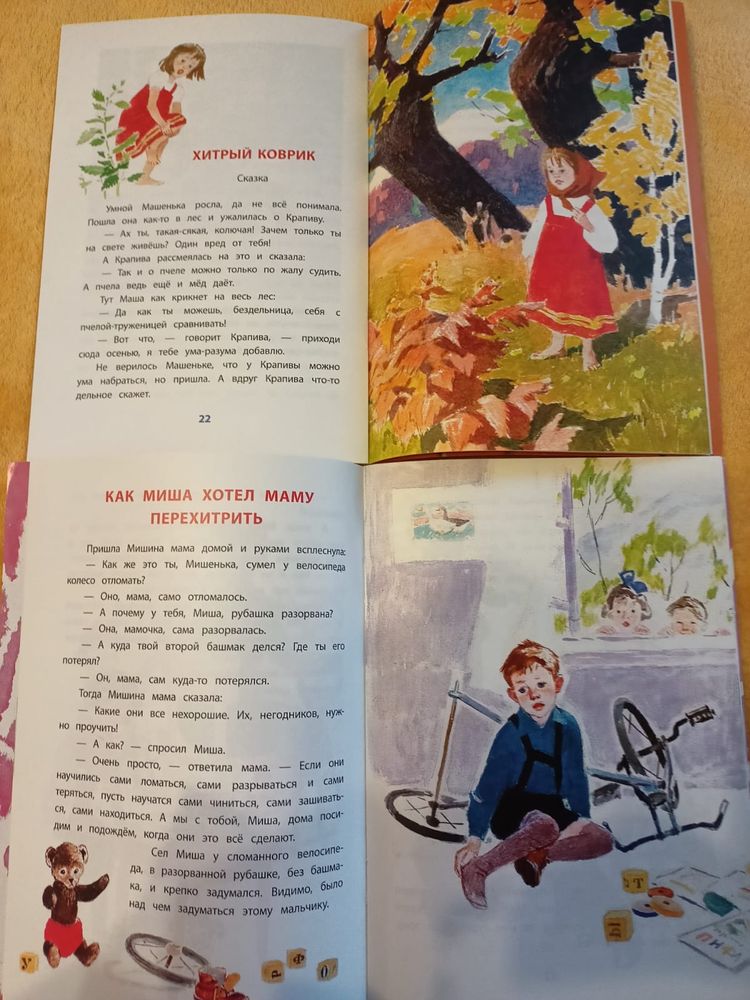 ХИТРЫЙ КОВРИК
Сказка
Умной Машенька росла, да не всё понимала.
Пошла она как-то в лес и ужалилась о Крапиву.
— Ах ты, такая-сякая, колючая! Зачем только ты
на свете живёшь? Один вред от тебя!
А Крапива рассмеялась на это и сказала:
— Так и о пчеле можно только по жалу судить.
А пчела ведь ещё и мёд даёт.
Тут Маша как крикнет на весь лес:
— Да как ты можешь, бездельница, себя с
пчелой-труженицей сравнивать!
— Вот что, — говорит Крапива, — приходи
сюда осенью, я тебе ума-разума добавлю.
Не верилось Машеньке, что у Крапивы можно
ума набраться, но пришла. А вдруг Крапива что-то
дельное скажет.
22
КАК МИША ХОТЕЛ МАМУ
ПЕРЕХИТРИТЬ
Пришла Мишина мама домой и руками всплеснула:
— Как же это ты, Мишенька, сумел у велосипеда
колесо отломать?
— Оно, мама, само отломалось.
— А почему у тебя, Миша, рубашка разорвана?
— Она, мамочка, сама разорвалась.
— А куда твой второй башмак делся? Где ты его
потерял?
— Он, мама, сам куда-то потерялся.
Тогда Мишина мама сказала:
— Какие они все нехорошие. Их, негодников, нуж-
но проучить!
— А как? — спросил Миша.
— Очень просто, — ответила мама. — Если они
научились сами ломаться, сами разрываться и сами
теряться, пусть научатся сами чиниться, сами зашивать-
ся, сами находиться. А мы с тобой, Миша, дома поси-
дим и подождём, когда они это всё сделают.
Сел Миша у сломанного велосипе-
да, в разорванной рубашке, без башма-
ка, и крепко задумался. Видимо, было
над чем задуматься этому мальчику.
У
Р Ф О
Т